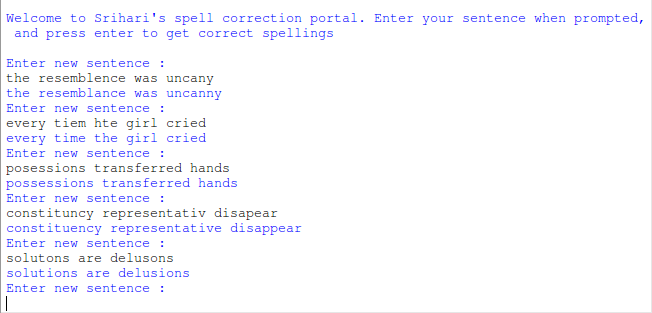 Welcome to Srihari's spell correction portal. Enter your sentence when prompted,
and press enter to get correct spellings
Enter new sentence :
the resemblence was uncany
the resemblance was uncanny
Enter new sentence :
every tiem hte girl cried
every time the girl cried
Enter new sentence :
posessions transferred hands
possessions transferred hands
Enter new sentence :
constituncy representativ disapear
constituency representative disappear
Enter new sentence :
solutons are delusons
solutions are delusions
Enter new sentence :